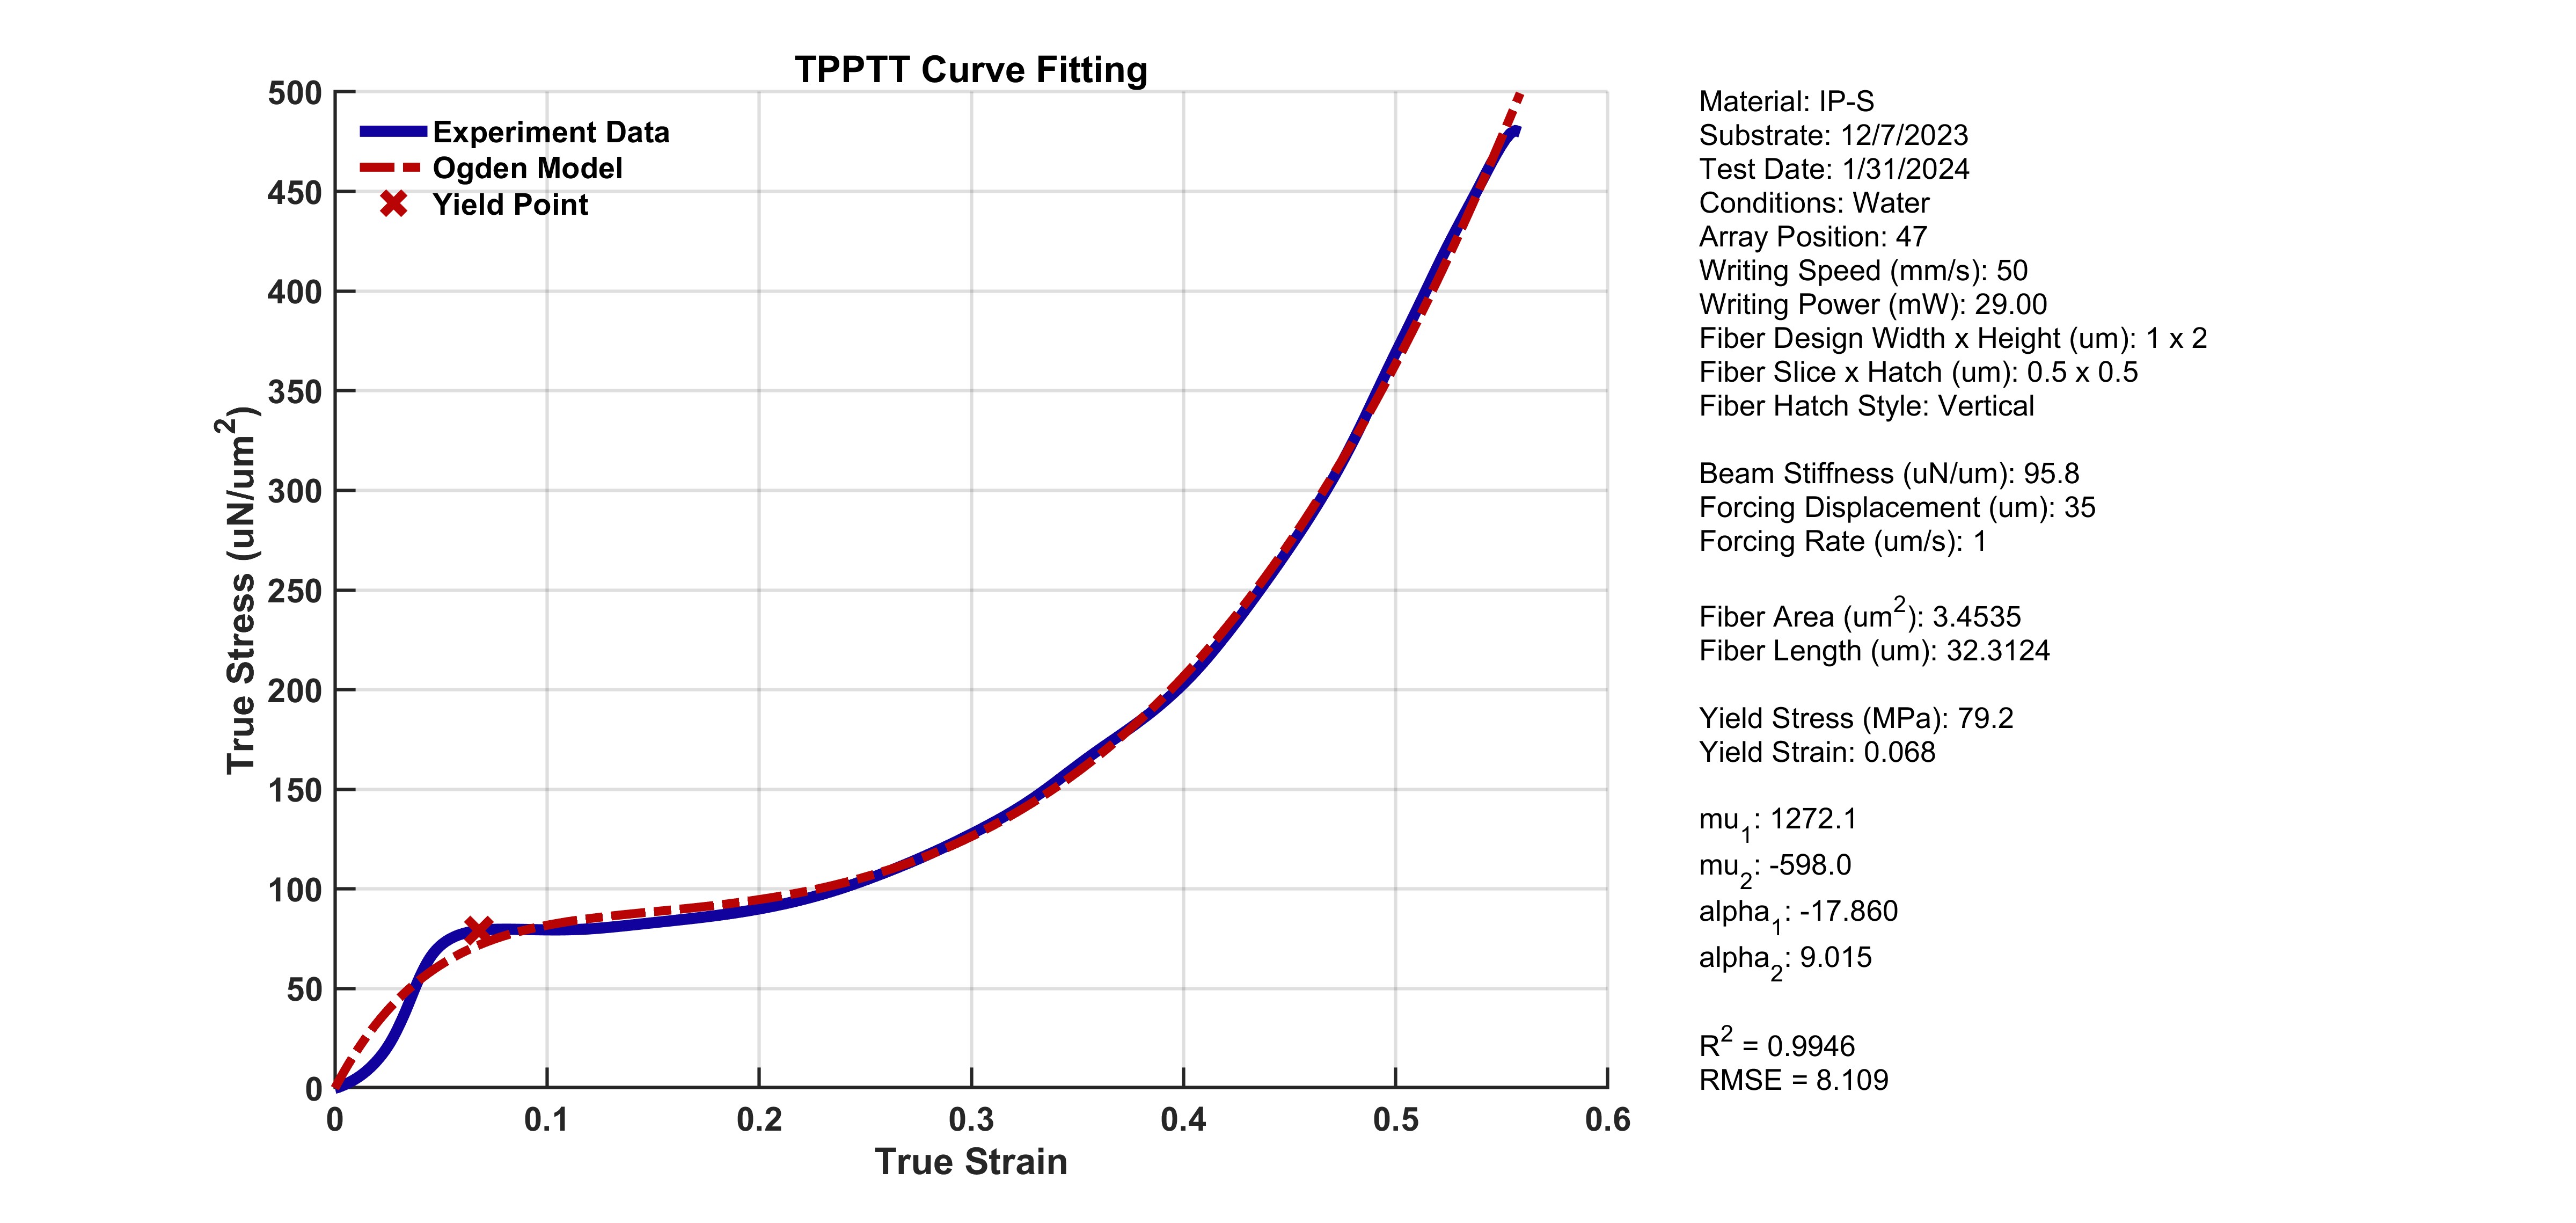 TPPTT Curve Fitting
500
450
400
350
300
250
200
150
100
50
0
True Stress (uN/um²)
Experiment Data
Ogden Model
Yield Point
0 0.1 0.2 0.3 0.4 0.5 0.6
True Strain
Material: IP-S
Substrate: 12/7/2023
Test Date: 1/31/2024
Conditions: Water
Array Position: 47
Writing Speed (mm/s): 50
Writing Power (mW): 29.00
Fiber Design Width x Height (um): 1 x 2
Fiber Slice x Hatch (um): 0.5 x 0.5
Fiber Hatch Style: Vertical
Beam Stiffness (uN/um): 95.8
Forcing Displacement (um): 35
Forcing Rate (um/s): 1
Fiber Area (um²): 3.4535
Fiber Length (um): 32.3124
Yield Stress (MPa): 79.2
Yield Strain: 0.068
mu₁: 1272.1
mu₂: -598.0
alpha₁: -17.860
alpha₂: 9.015
R² = 0.9946
RMSE = 8.109